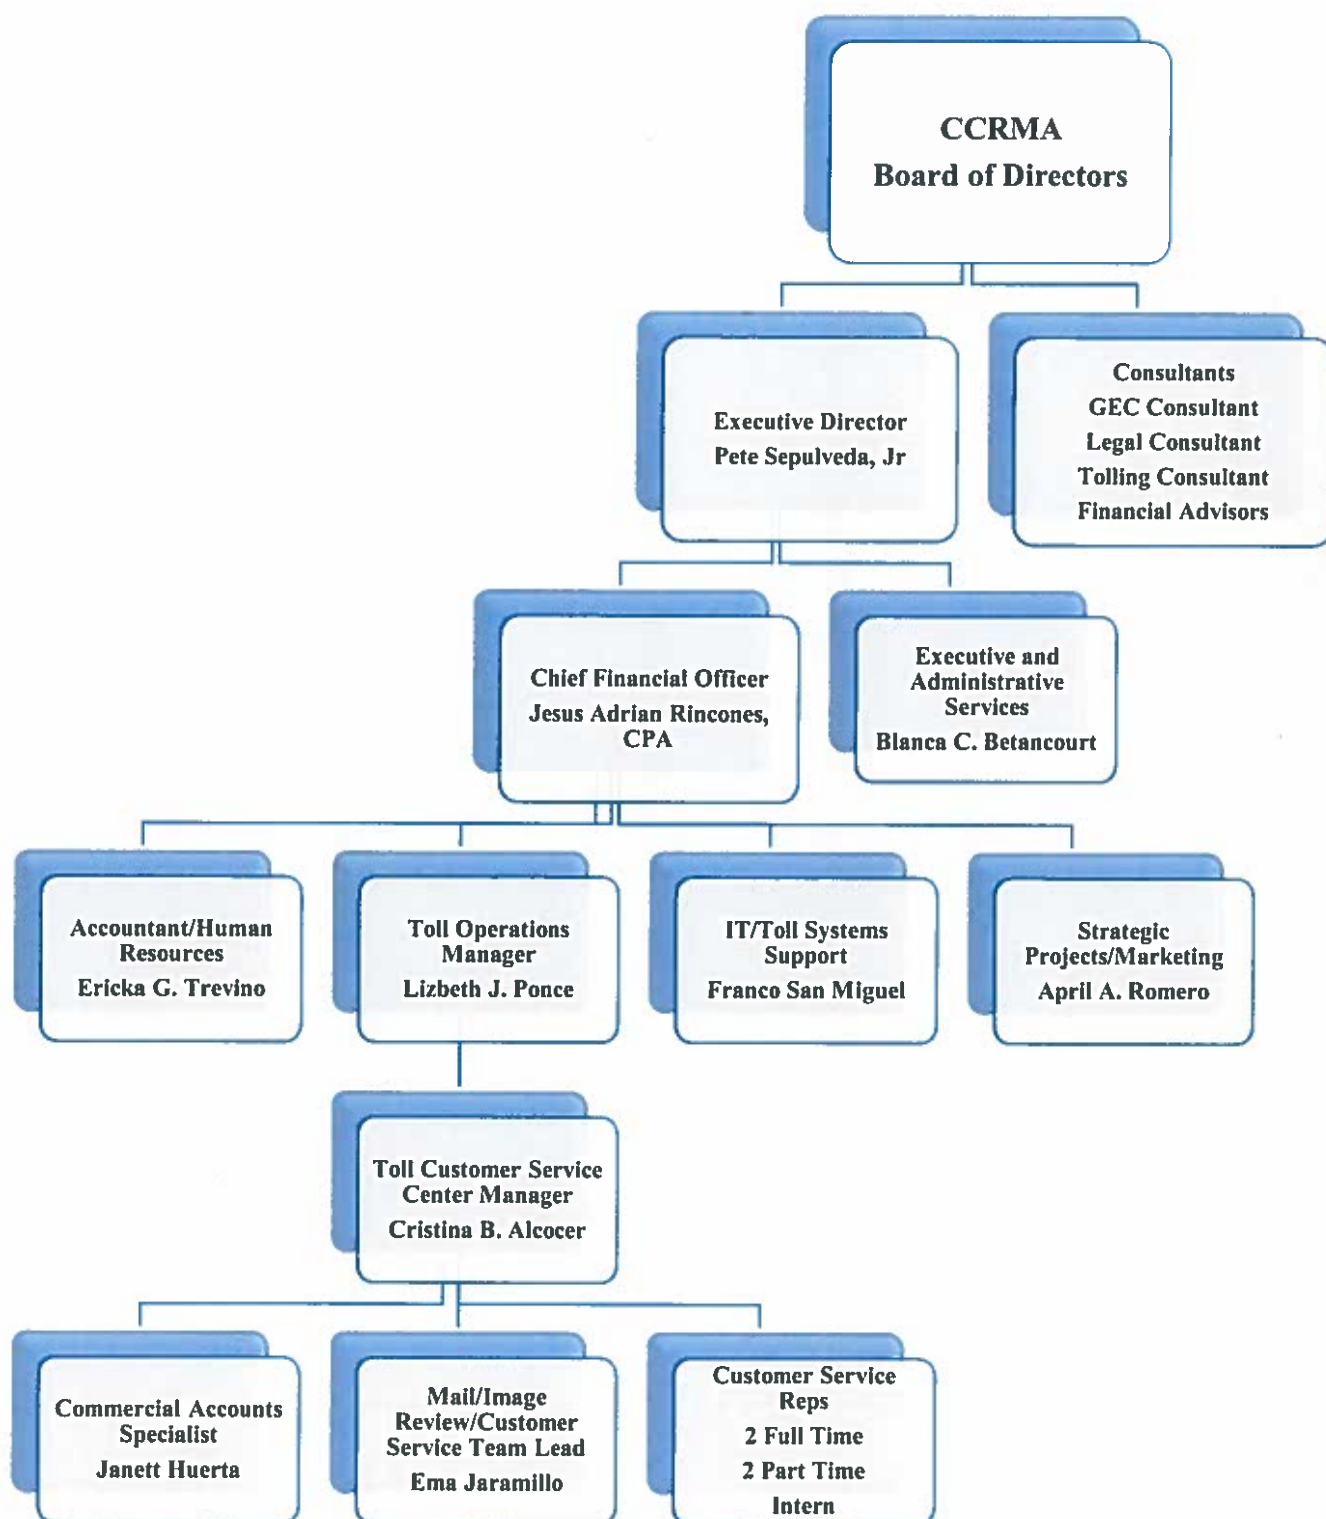 CCRMA
Board of Directors
Executive Director
Pete Sepulveda, Jr
Consultants
GEC Consultant
Legal Consultant
Tolling Consultant
Financial Advisors
Chief Financial Officer
Jesus Adrian Rincones,
CPA
Executive and
Administrative
Services
Blanca C. Betancourt
Accountant/Human
Resources
Ericka G. Trevino
Toll Operations
Manager
Lizbeth J. Ponce
IT/Toll Systems
Support
Franco San Miguel
Strategic
Projects/Marketing
April A. Romero
Toll Customer Service
Center Manager
Cristina B. Alcocer
Commercial Accounts
Specialist
Janett Huerta
Mail/Image
Review/Customer
Service Team Lead
Ema Jaramillo
Customer Service
Reps
2 Full Time
2 Part Time
Intern